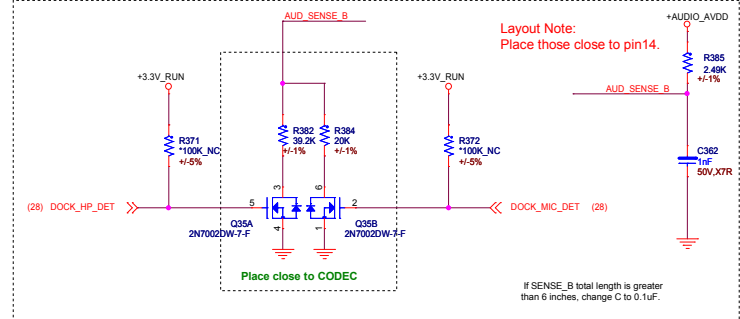 AUD_SENSE_B
Layout Note:
Place those close to pin14.
+AUDIO_AVDD
R385
2.49K
+/-1%
AUD_SENSE_B
C362
1nF
50V,X7R
+3.3V_RUN
+3.3V_RUN
R371
*100K_NC
+/-5%
R382
39.2K
+/-1%
R384
20K
+/-1%
R372
*100K_NC
+/-5%
(28) DOCK_HP_DET
5
3
4
6
1
2
DOCK_MIC_DET (28)
Q35A
2N7002DW-7-F
Q35B
2N7002DW-7-F
Place close to CODEC
If SENSE_B total length is greater
than 6 inches, change C to 0.1uF.